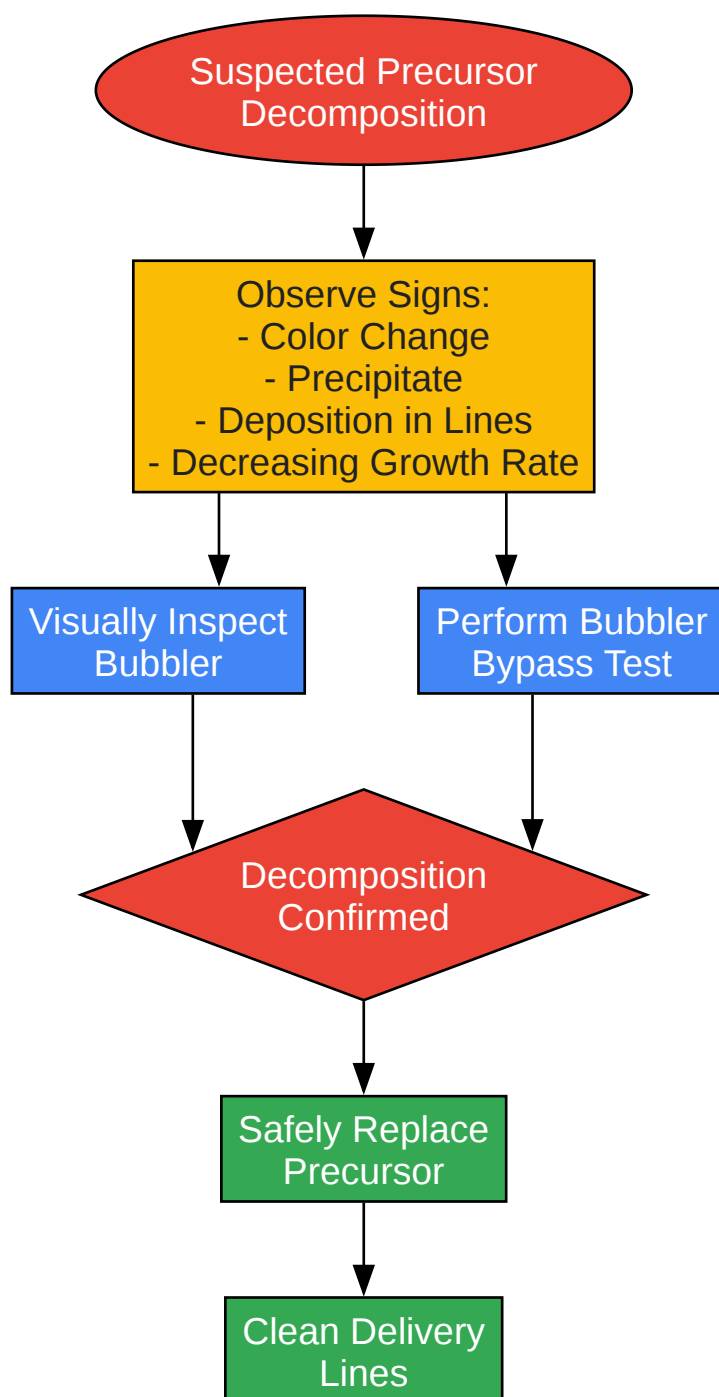 Suspected Precursor
Decomposition
Observe Signs:
- Color Change
- Precipitate
- Deposition in Lines
- Decreasing Growth Rate
Visually Inspect
Bubbler
Perform Bubbler
Bypass Test
Decomposition
Confirmed
Safely Replace
Precursor
Clean Delivery
Lines